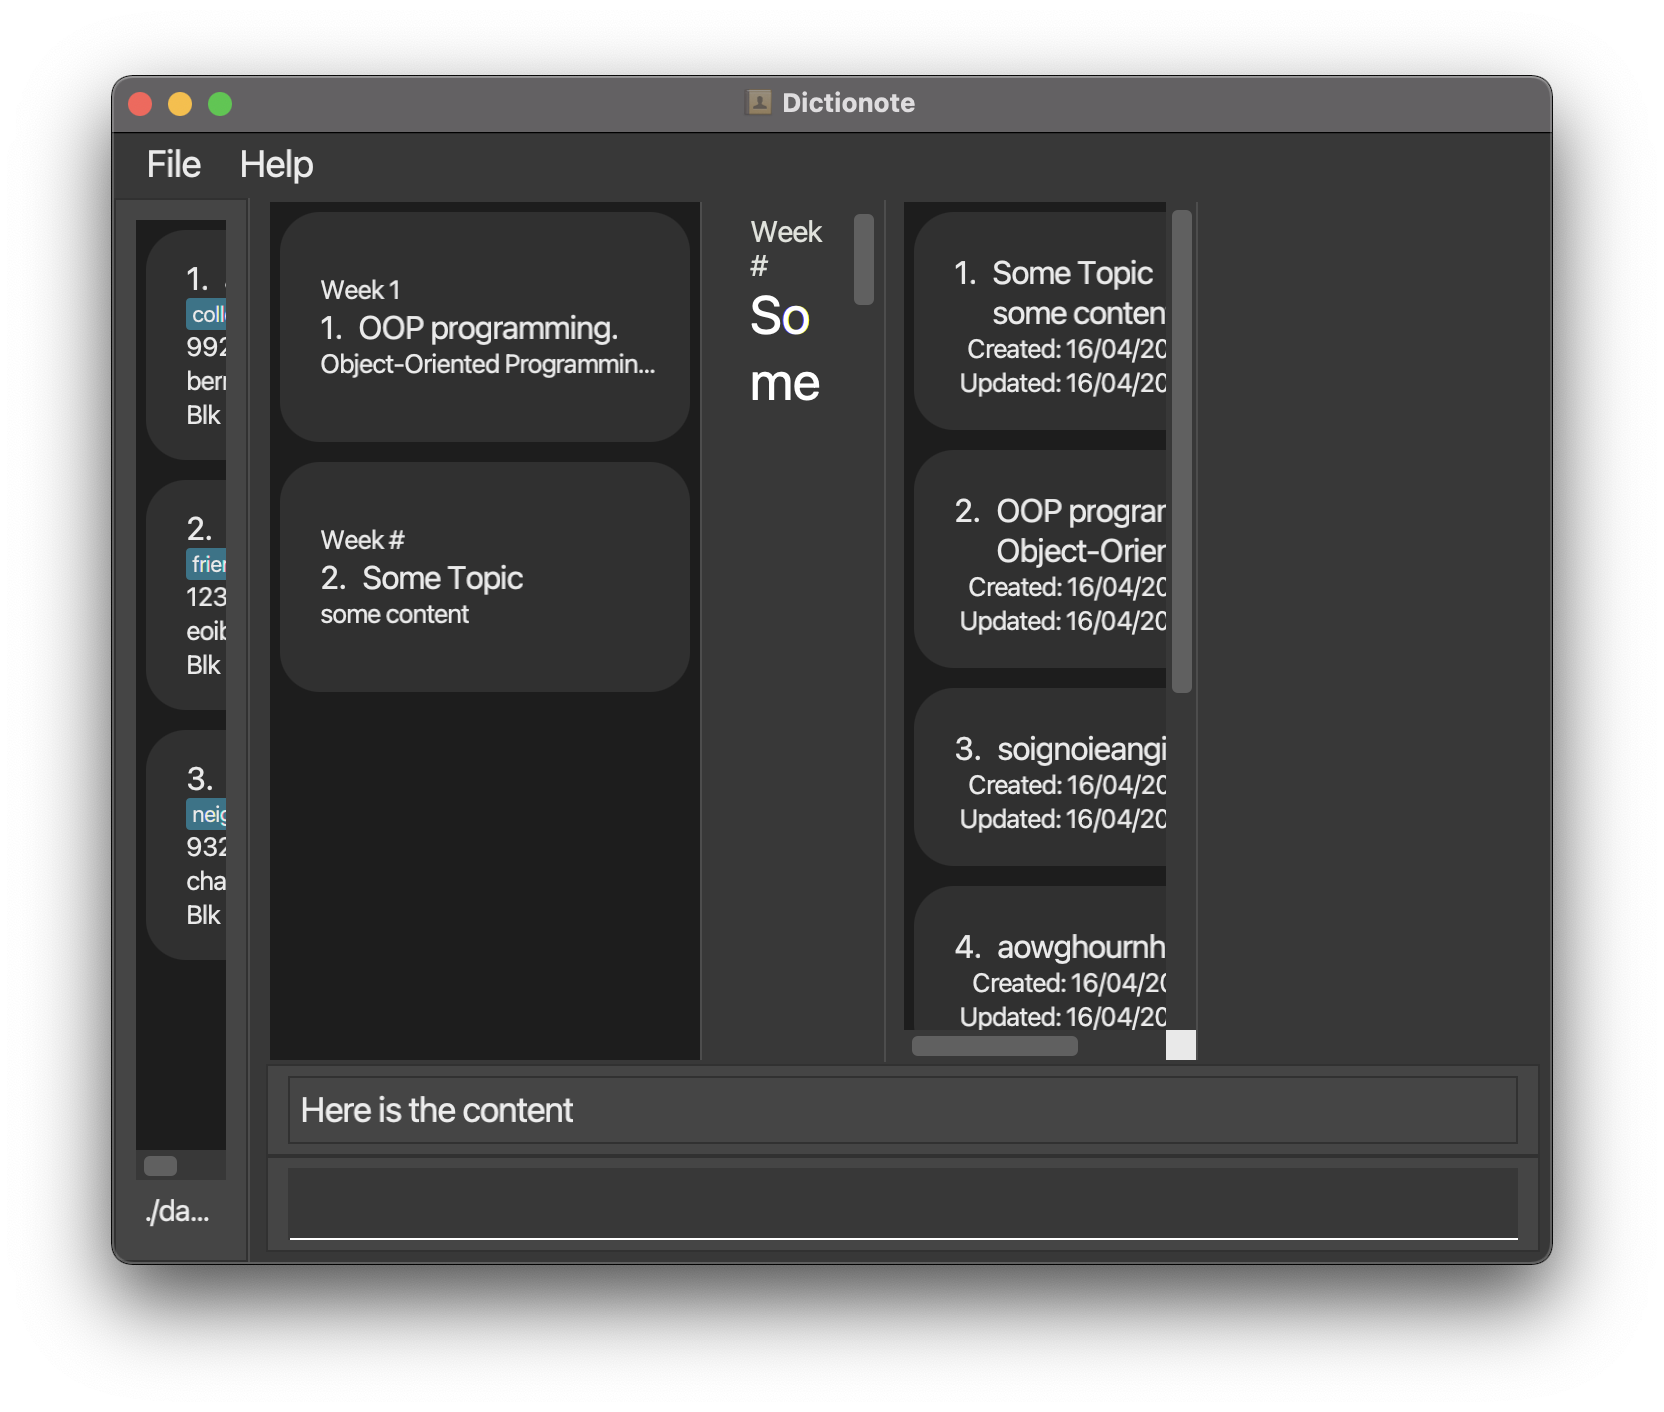 Dictionote
File Help
1.
coll
992
ber
Blk
2.
frier
123
eoib
Blk
3.
neig
932
cha
Blk
./da...
Week 1
1. OOP programming.
Object-Oriented Programmin...
Week #
2. Some Topic
some content
Week
#
So
me
1. Some Topic
some conten
Created: 16/04/20
Updated: 16/04/20
2. OOP prograr
Object-Orier
Created: 16/04/20
Updated: 16/04/20
3. soignoieangi
Created: 16/04/20
Updated: 16/04/20
4. aowghournh
Created: 16/04/20
Updated: 16/04/20
Here is the content